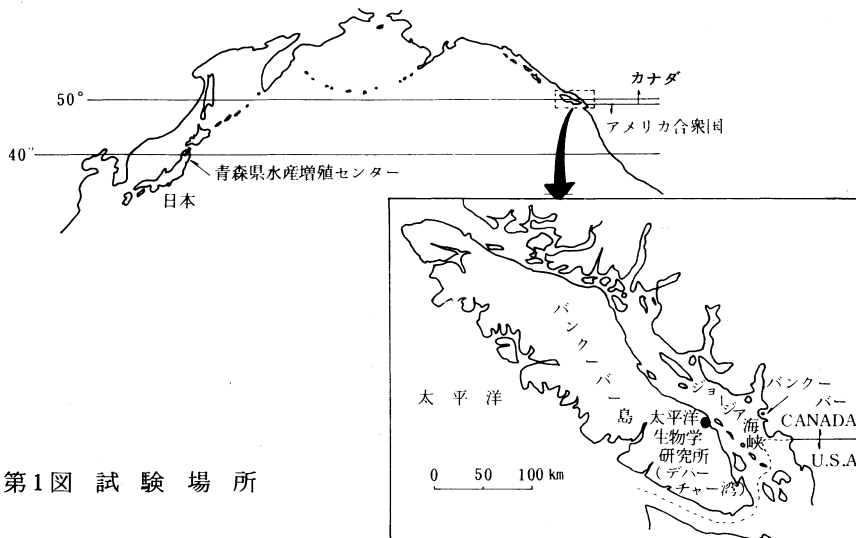 カナダ
50°
アメリカ合衆国
40°
青森県水産増殖センター
日本
バンクーバー島
太平洋
ジョージア海峡
バンクー
バー
CANADA
U.S.A
太平洋
生物学
研究所
(デパー
チャー湾)
0 50 100 km
第1図 試験場所